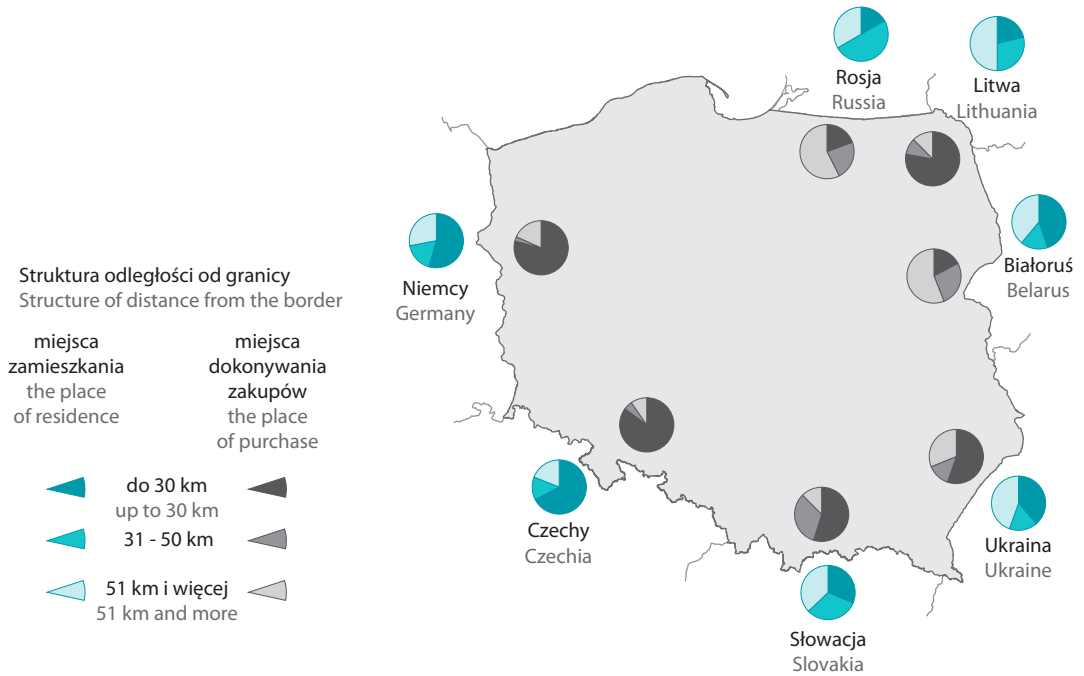 Rosja
Russia
Litwa
Lithuania
Niemcy
Germany
Białoruś
Belarus
Struktura odległości od granicy
Structure of distance from the border
miejsca
zamieszkania
the place
of residence
miejsca
dokonywania
zakupów
the place
of purchase
do 30 km
up to 30 km
31 - 50 km
51 km i więcej
51 km and more
Czechy
Czechia
Ukraina
Ukraine
Słowacja
Slovakia